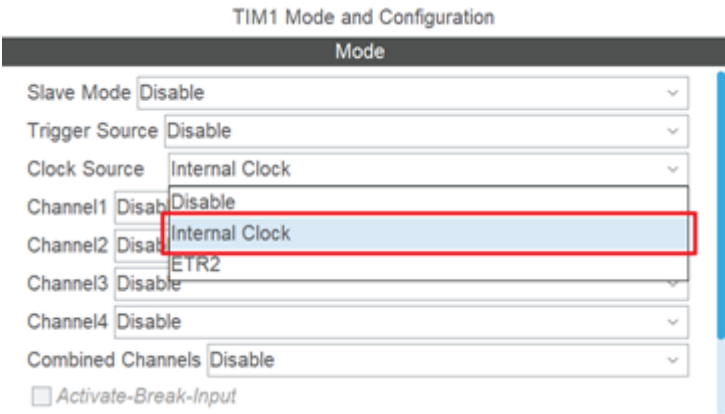 TIM1 Mode and Configuration
Mode
Slave Mode Disable
Trigger Source Disable
Clock Source Internal Clock
Disable
Channel1 Disab
Internal Clock
Channel2 Disab
ETR2
Channel3 Disable
Channel4 Disable
Combined Channels Disable
Activate-Break-Input